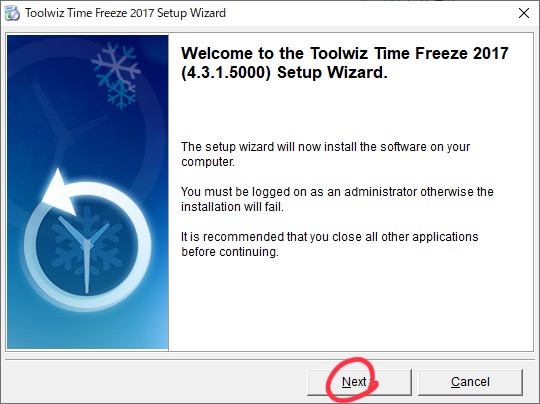 Toolwiz Time Freeze 2017 Setup Wizard
Welcome to the Toolwiz Time Freeze 2017
(4.3.1.5000) Setup Wizard.
The setup wizard will now install the software on your
computer.
You must be logged on as an administrator otherwise the
installation will fail.
It is recommended that you close all other applications
before continuing.
Next >
Cancel